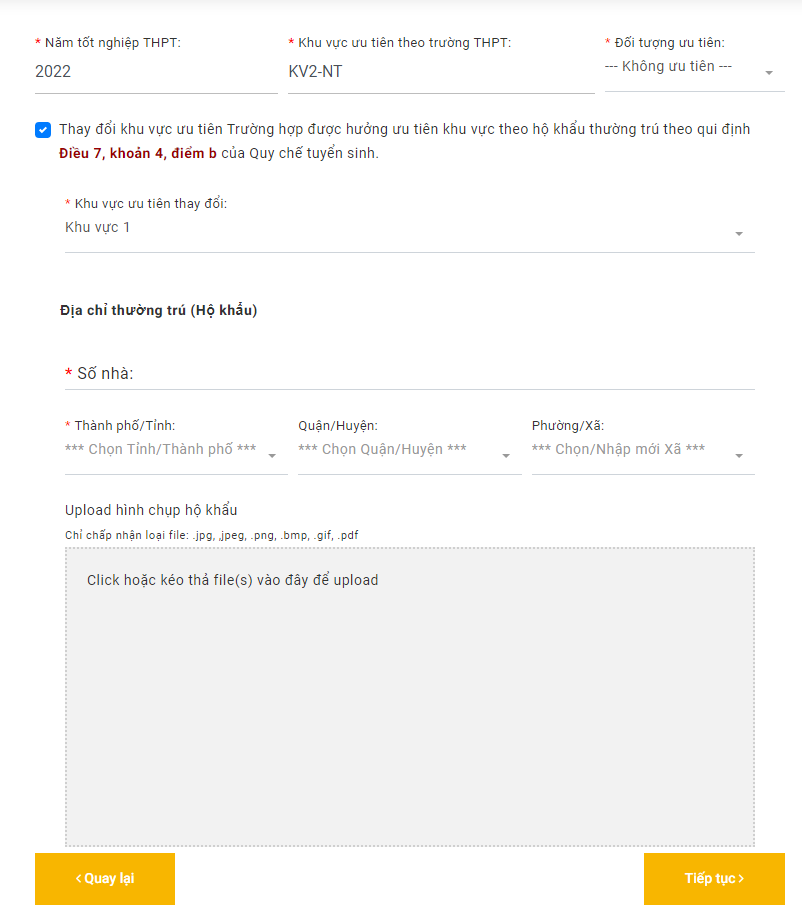 * Năm tốt nghiệp THPT:
* Khu vực ưu tiên theo trường THPT:
* Đối tượng ưu tiên:
2022
KV2-NT
--- Không ưu tiên ---
Thay đổi khu vực ưu tiên Trường hợp được hưởng ưu tiên khu vực theo hộ khẩu thường trú theo qui định
Điều 7, khoản 4, điểm b của Quy chế tuyển sinh.
* Khu vực ưu tiên thay đổi:
Khu vực 1
Địa chỉ thường trú (Hộ khẩu)
* Số nhà:
* Thành phố/Tỉnh:
Quận/Huyện:
Phường/Xã:
*** Chọn Tỉnh/Thành phố ***
*** Chọn Quận/Huyện ***
*** Chọn/Nhập mới Xã ***
Upload hình chụp hộ khẩu
Chỉ chấp nhận loại file: .jpg, .jpeg, .png, .bmp, .gif, .pdf
Click hoặc kéo thả file(s) vào đây để upload
‹ Quay lại
Tiếp tục ›